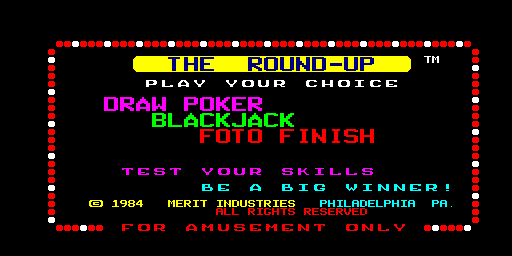 THE ROUND-UP ™
PLAY YOUR CHOICE
DRAW POKER
BLACKJACK
FOTO FINISH
TEST YOUR SKILLS
BE A BIG WINNER!
© 1984 MERIT INDUSTRIES PHILADELPHIA PA.
ALL RIGHTS RESERVED
FOR AMUSEMENT ONLY